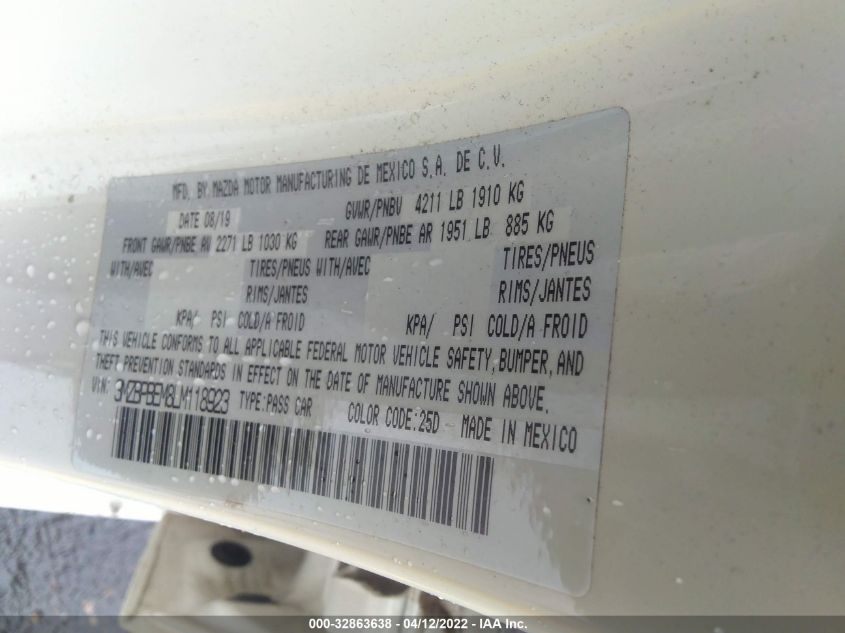 MFD. BY MAZDA MOTOR MANUFACTURING DE MEXICO S.A. DE C.V.
DATE 08/19 GVWR/PNBV 4211 LB 1910 KG
FRONT GAWR/PNBE AV 2271 LB 1030 KG REAR GAWR/PNBE AR 1951 LB 885 KG
WITH/AVEC TIRES/PNEUS WITH/AVEC TIRES/PNEUS
RIMS/JANTES RIMS/JANTES
KPA/ PSI COLD/A FROID KPA/ PSI COLD/A FROID
THIS VEHICLE CONFORMS TO ALL APPLICABLE FEDERAL MOTOR VEHICLE SAFETY, BUMPER, AND
THEFT PREVENTION STANDARDS IN EFFECT ON THE DATE OF MANUFACTURE SHOWN ABOVE.
VIN: TYPE:PASS CAR COLOR CODE:25D MADE IN MEXICO
000-32863638 - 04/12/2022 - IAA Inc.